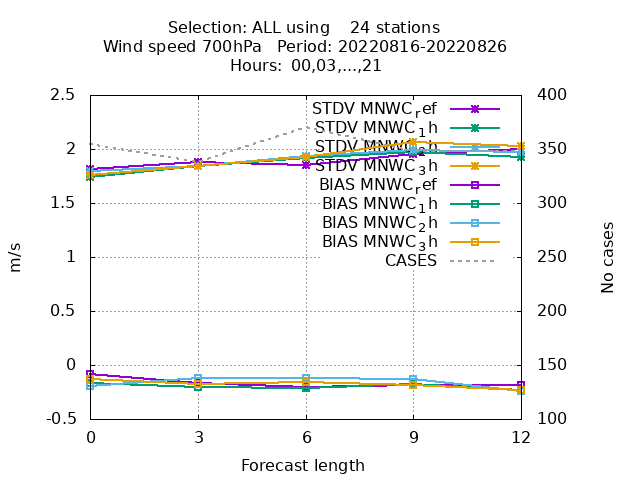 Selection: ALL using    24 stations
Wind speed 700hPa   Period: 20220816-20220826
Hours:  00,03,...,21
2.5
2
1.5
1
0.5
0
-0.5
m/s
400
350
300
250
200
150
100
No cases
STDV MNWC_ref
STDV MNWC_1h
STDV MNWC_2h
STDV MNWC_3h
BIAS MNWC_ref
BIAS MNWC_1h
BIAS MNWC_2h
BIAS MNWC_3h
CASES
0 3 6 9 12
Forecast length